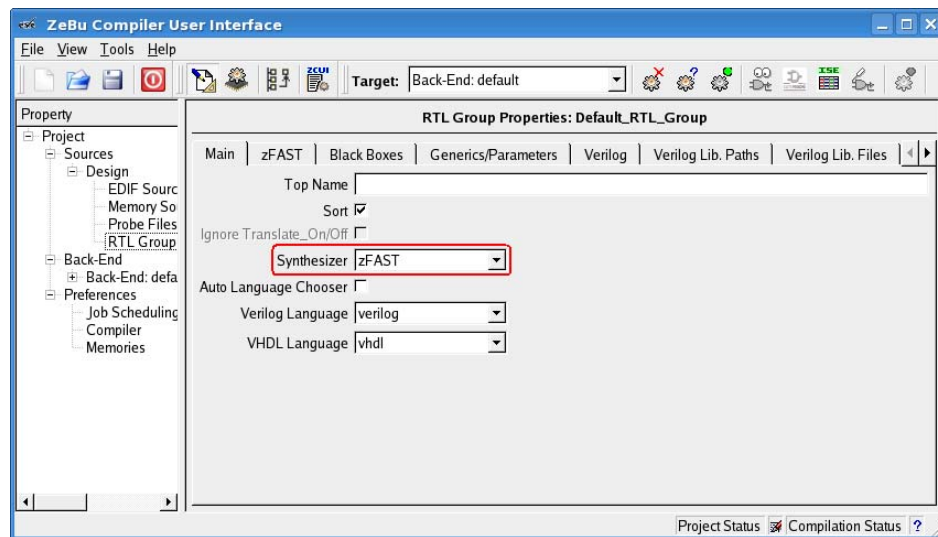 ZeBu Compiler User Interface
File View Tools Help
ZCUI Target: Back-End: default ISE
Property
RTL Group Properties: Default_RTL_Group
Project
Sources
Design
EDIF Sourc
Memory So
Probe Files
RTL Group
Back-End
Back-End: defa
Preferences
Job Scheduling
Compiler
Memories
Main zFAST Black Boxes Generics/Parameters Verilog Verilog Lib. Paths Verilog Lib. Files
Top Name
Sort
Ignore Translate_On/Off
Synthesizer zFAST
Auto Language Chooser
Verilog Language verilog
VHDL Language vhdl
Project Status Compilation Status ?